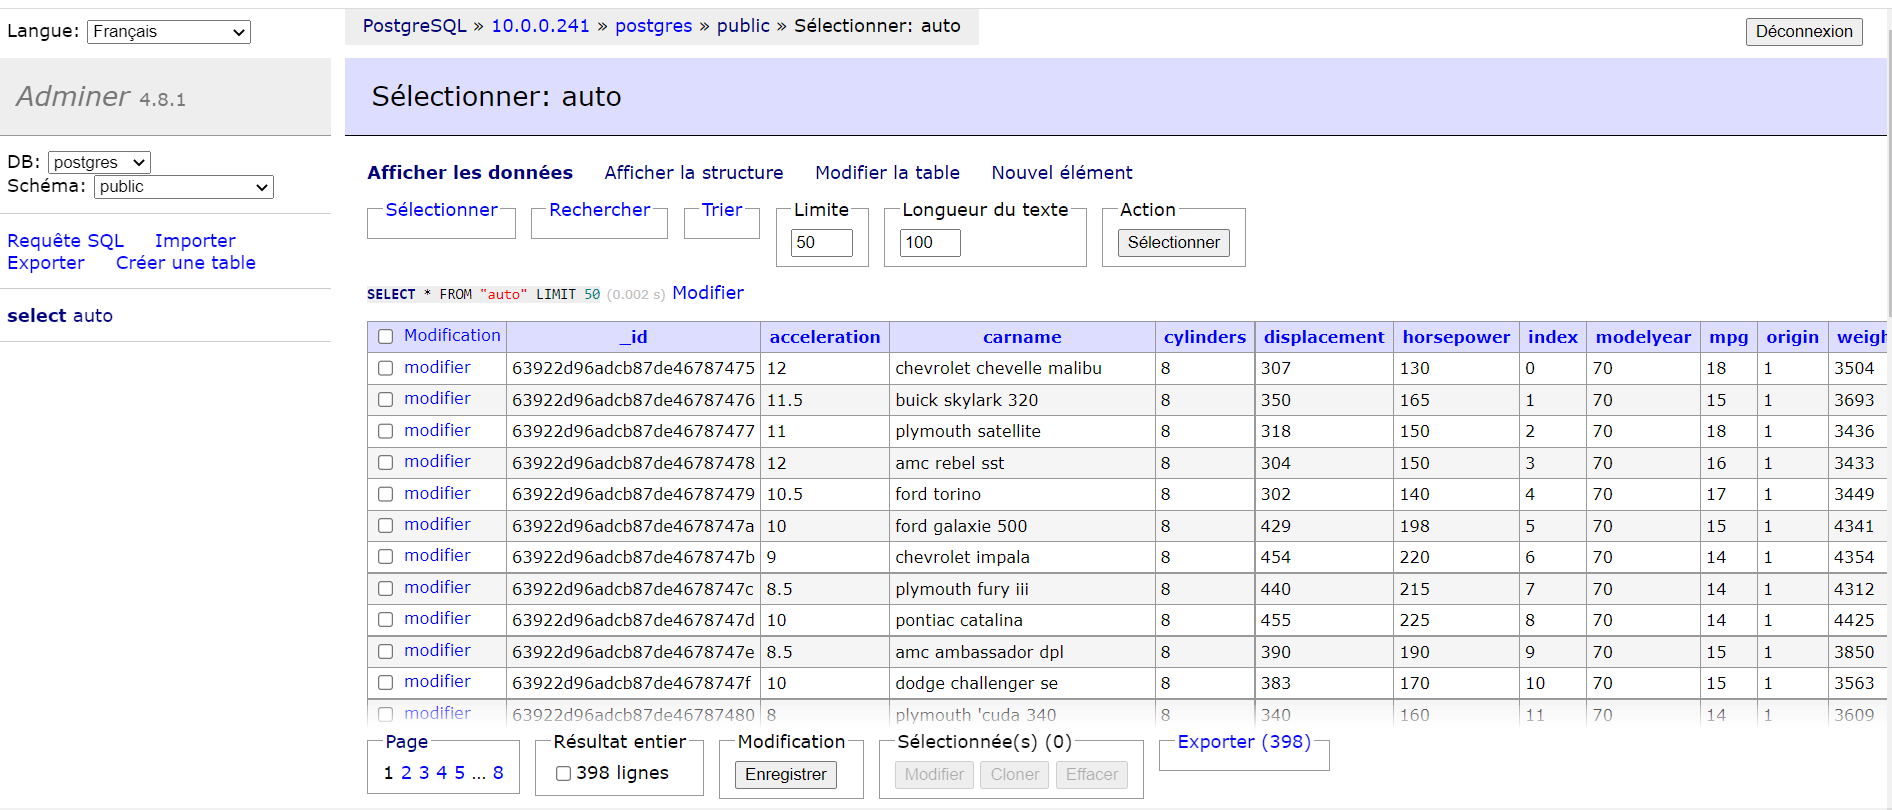 Langue: Français
PostgreSQL » 10.0.0.241 » postgres » public » Sélectionner: auto
Déconnexion
Adminer 4.8.1
Sélectionner: auto
DB: postgres
Schéma: public
Requête SQL Importer
Exporter Créer une table
select auto
Afficher les données Afficher la structure Modifier la table Nouvel élément
Sélectionner Rechercher Trier Limite Longueur du texte Action
50 100 Sélectionner
SELECT * FROM "auto" LIMIT 50 (0.002 s) Modifier
Modification _id acceleration carname cylinders displacement horsepower index modelyear mpg origin weigh
modifier 63922d96adcb87de46787475 12 chevrolet chevelle malibu 8 307 130 0 70 18 1 3504
modifier 63922d96adcb87de46787476 11.5 buick skylark 320 8 350 165 1 70 15 1 3693
modifier 63922d96adcb87de46787477 11 plymouth satellite 8 318 150 2 70 18 1 3436
modifier 63922d96adcb87de46787478 12 amc rebel sst 8 304 150 3 70 16 1 3433
modifier 63922d96adcb87de46787479 10.5 ford torino 8 302 140 4 70 17 1 3449
modifier 63922d96adcb87de4678747a 10 ford galaxie 500 8 429 198 5 70 15 1 4341
modifier 63922d96adcb87de4678747b 9 chevrolet impala 8 454 220 6 70 14 1 4354
modifier 63922d96adcb87de4678747c 8.5 plymouth fury iii 8 440 215 7 70 14 1 4312
modifier 63922d96adcb87de4678747d 10 pontiac catalina 8 455 225 8 70 14 1 4425
modifier 63922d96adcb87de4678747e 8.5 amc ambassador dpl 8 390 190 9 70 15 1 3850
modifier 63922d96adcb87de4678747f 10 dodge challenger se 8 383 170 10 70 15 1 3563
modifier 63922d96adcb87de46787480 8 plymouth 'cuda 340 8 340 160 11 70 14 1 3609
Page Résultat entier Modification Sélectionnée(s) (0) Exporter (398)
1 2 3 4 5 ... 8 398 lignes Enregistrer Modifier Cloner Effacer